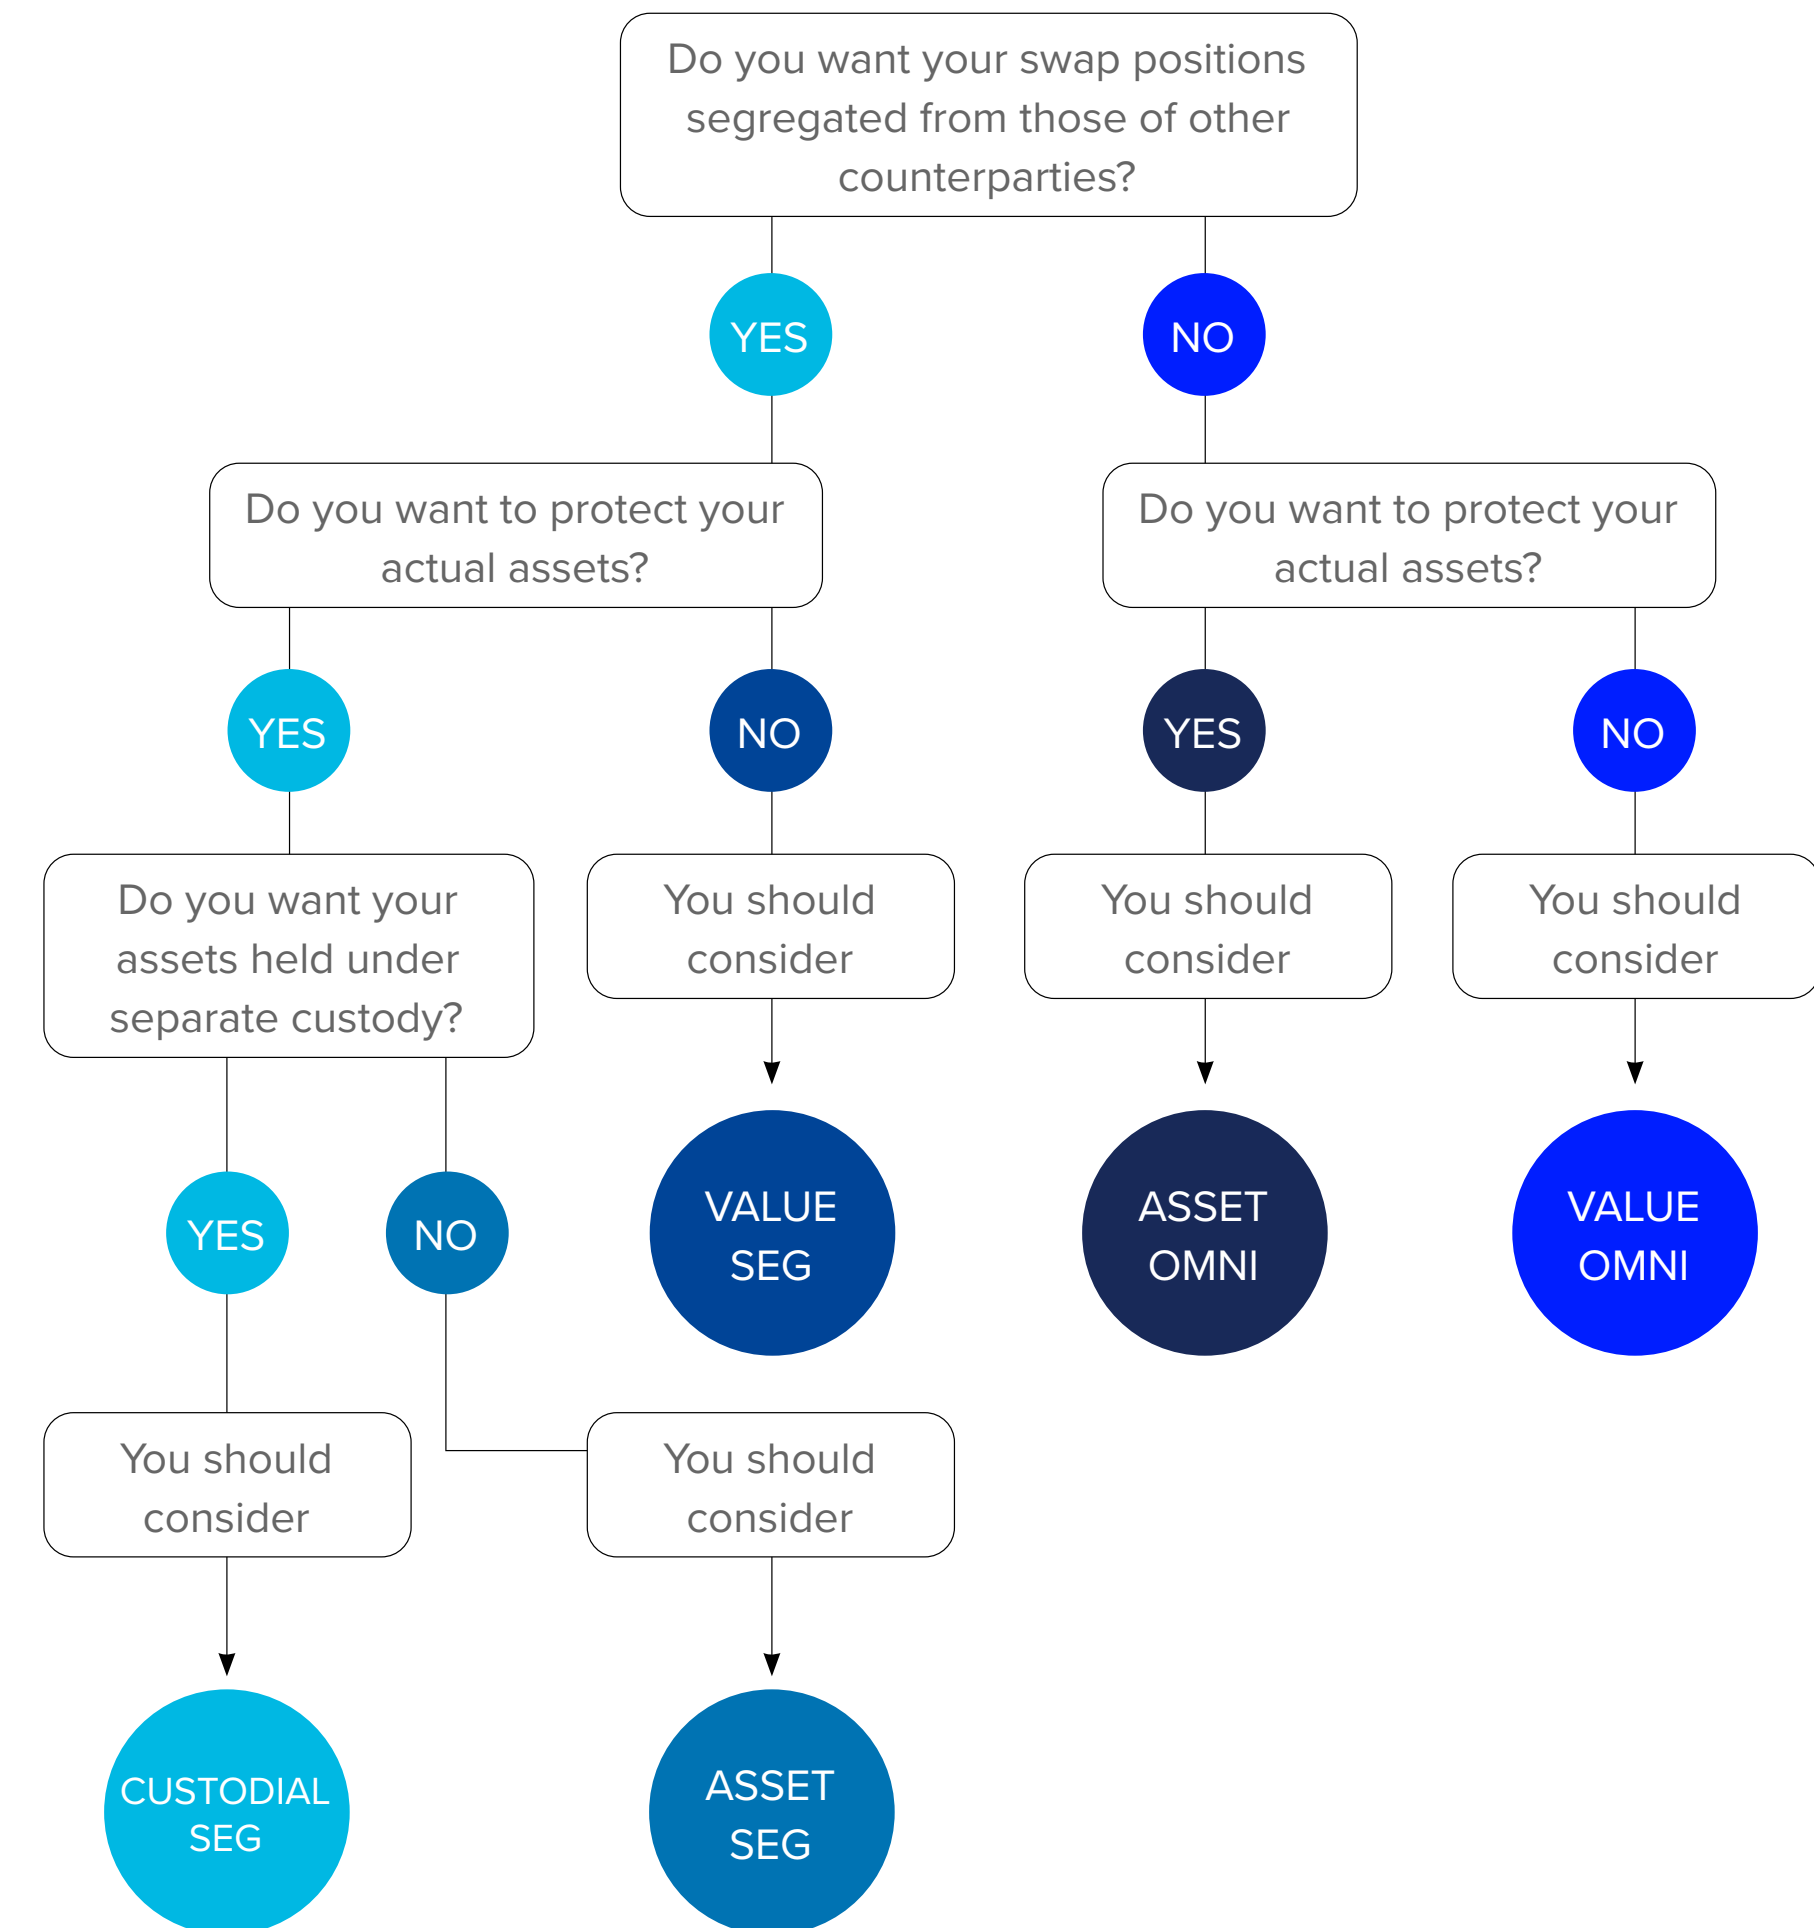 Do you want your swap positions
segregated from those of other
counterparties?
YES
NO
Do you want to protect your
actual assets?
Do you want to protect your
actual assets?
YES
NO
YES
NO
Do you want your
assets held under
separate custody?
You should
consider
You should
consider
You should
consider
YES
NO
VALUE
SEG
ASSET
OMNI
VALUE
OMNI
You should
consider
You should
consider
CUSTODIAL
SEG
ASSET
SEG